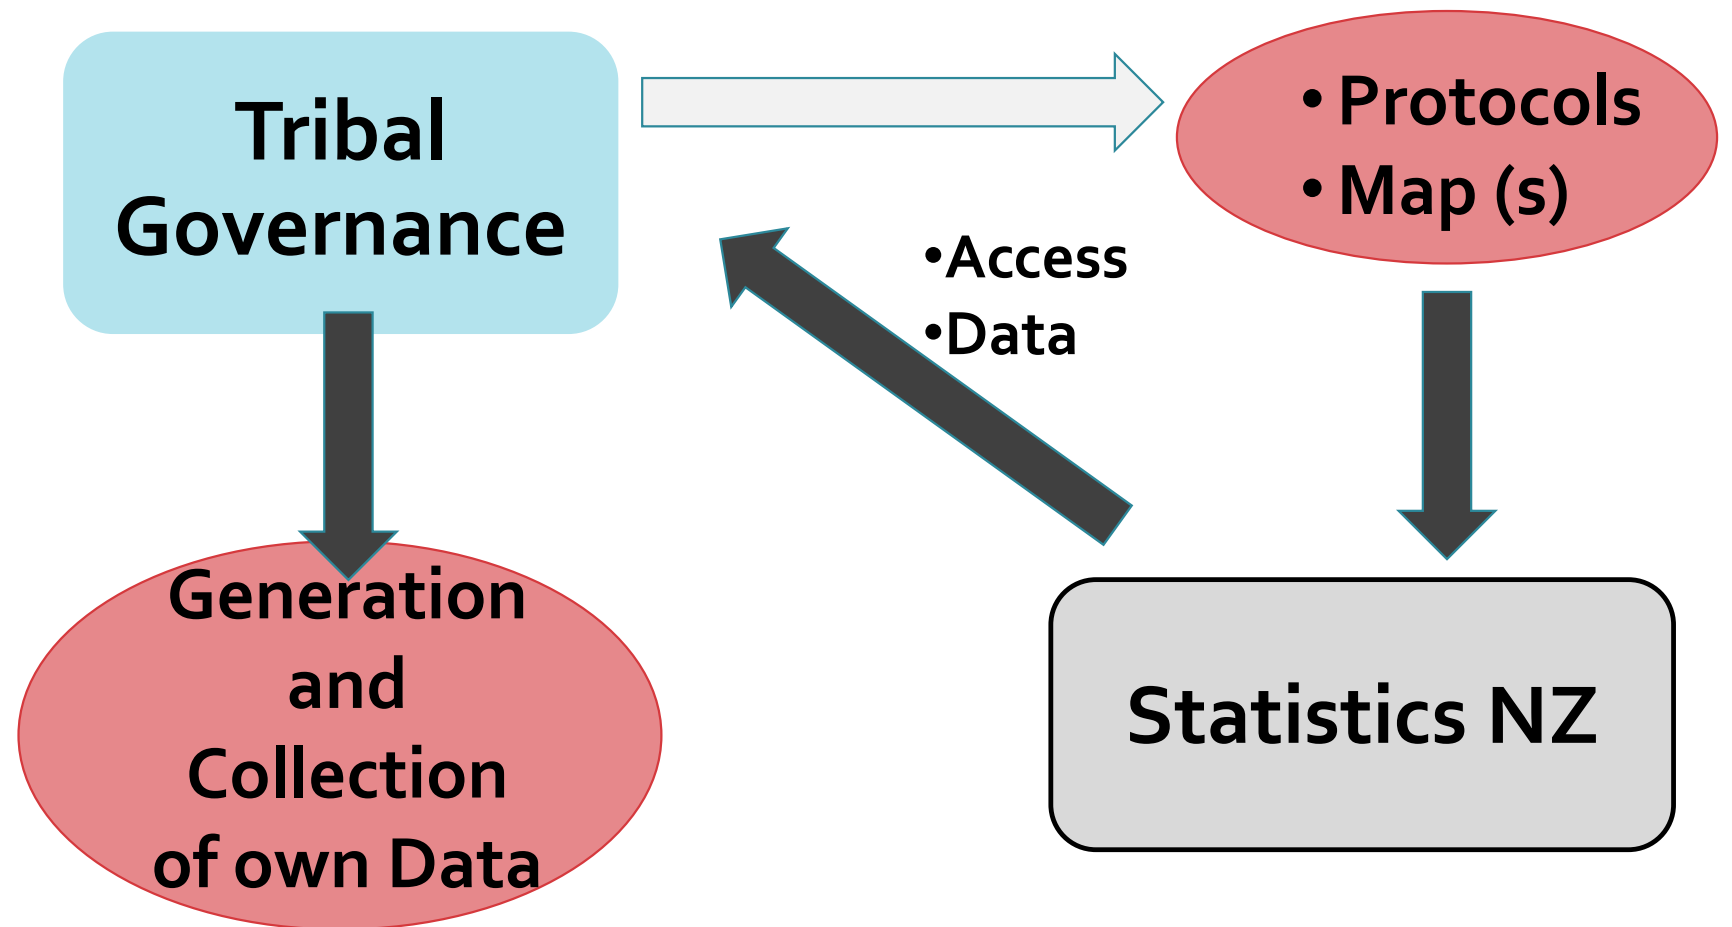 Tribal
Governance
• Protocols
• Map (s)
•Access
•Data
Generation
and
Collection
of own Data
Statistics NZ